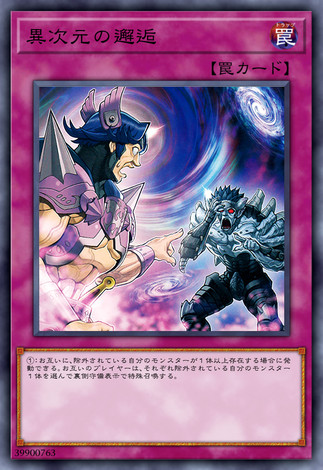 異次元の邂逅
トラップ
罠
【罠カード】
①:お互いに、除外されている自分のモンスターが1体以上存在する場合に発
動できる。お互いのプレイヤーは、それぞれ除外されている自分のモンスター
1体を選んで裏側守備表示で特殊召喚する。
39900763